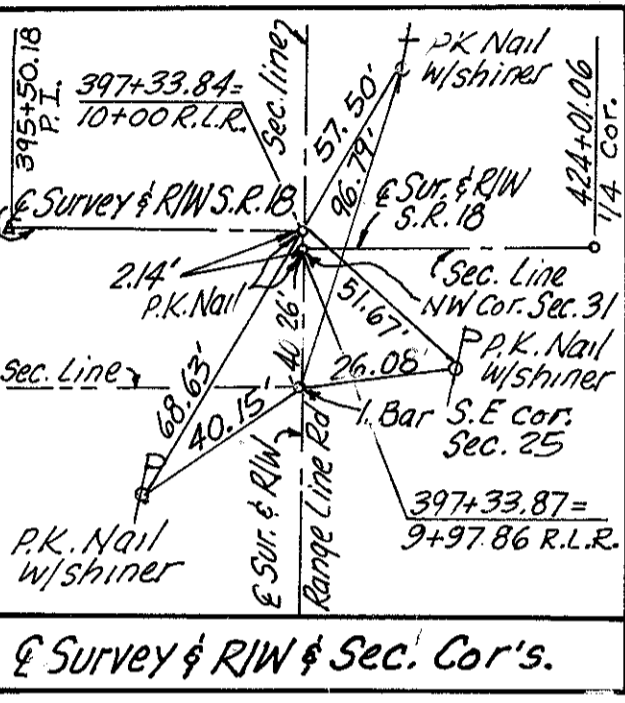 395+50.18
P.I.
397+33.84=
10+00 R.L.R.
Sec. line
57.50'
96.79'
P.K. Nail
w/shiner
424+01.06
1/4 Cor.
℄ Survey & R/W S.R. 18
℄ Sur. & R/W
S.R. 18
2.14'
P.K. Nail
Sec. Line
NW Cor. Sec. 31
51.67'
40.26'
26.08'
P.K. Nail
w/shiner
Sec. Line
68.63'
40.15'
I. Bar S.E cor.
Sec. 25
P.K. Nail
w/shiner
℄ Sur. & R/W
Range Line Rd
397+33.87=
9+97.86 R.L.R.
℄ Survey & R/W & Sec. Cor's.